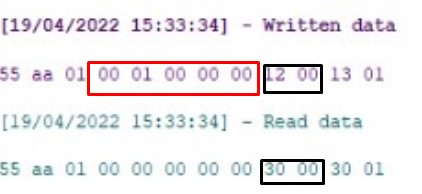 [19/04/2022 15:33:34] - Written data
55 aa 01 00 01 00 00 00 12 00 13 01
[19/04/2022 15:33:34] - Read data
55 aa 01 00 00 00 00 00 30 00 30 01